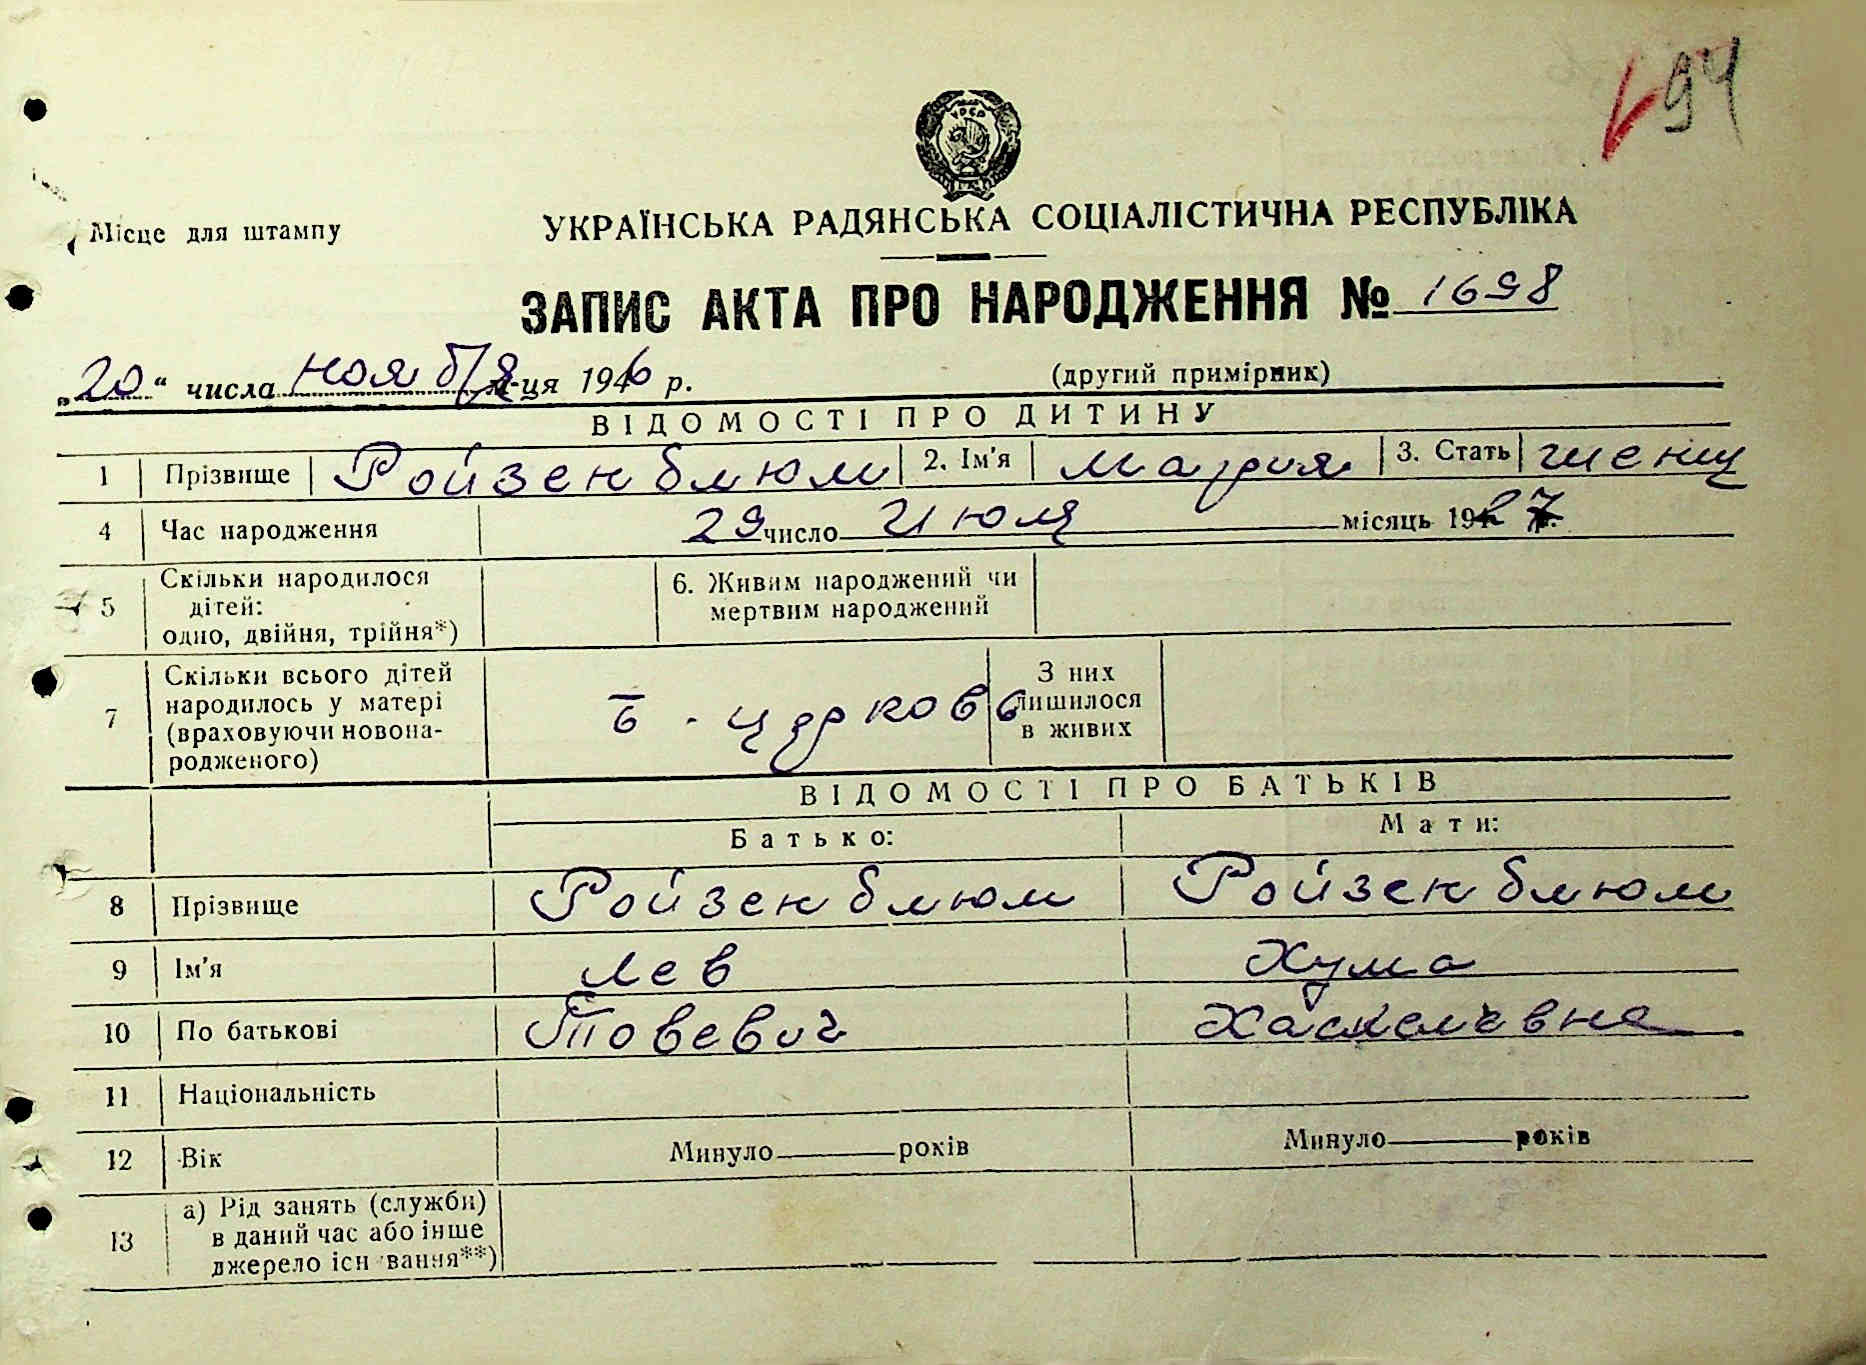 94
УРСР
Місце для штампу
УКРАЇНСЬКА РАДЯНСЬКА СОЦІАЛІСТИЧНА РЕСПУБЛІКА
ЗАПИС АКТА ПРО НАРОДЖЕННЯ № 1698
„20“ числа ноября м-ця 1946 р. (другий примірник)
ВІДОМОСТІ ПРО ДИТИНУ
1 Прізвище Ройзенблюм 2. Ім'я Мария 3. Стать женщ
4 Час народження 29 число Июля місяць 1927
5 Скільки народилося дітей: одно, двійня, трійня*) 6. Живим народжений чи мертвим народжений
7 Скільки всього дітей народилось у матері (враховуючи новонародженого) Б - церковь З них лишилося в живих
ВІДОМОСТІ ПРО БАТЬКІВ
Батько: Мати:
8 Прізвище Ройзенблюм Ройзенблюм
9 Ім'я Лев Хума
10 По батькові Товевич Хаскелевна
11 Національність
12 Вік Минуло років Минуло років
13 а) Рід занять (служби) в даний час або інше джерело існ вання**)